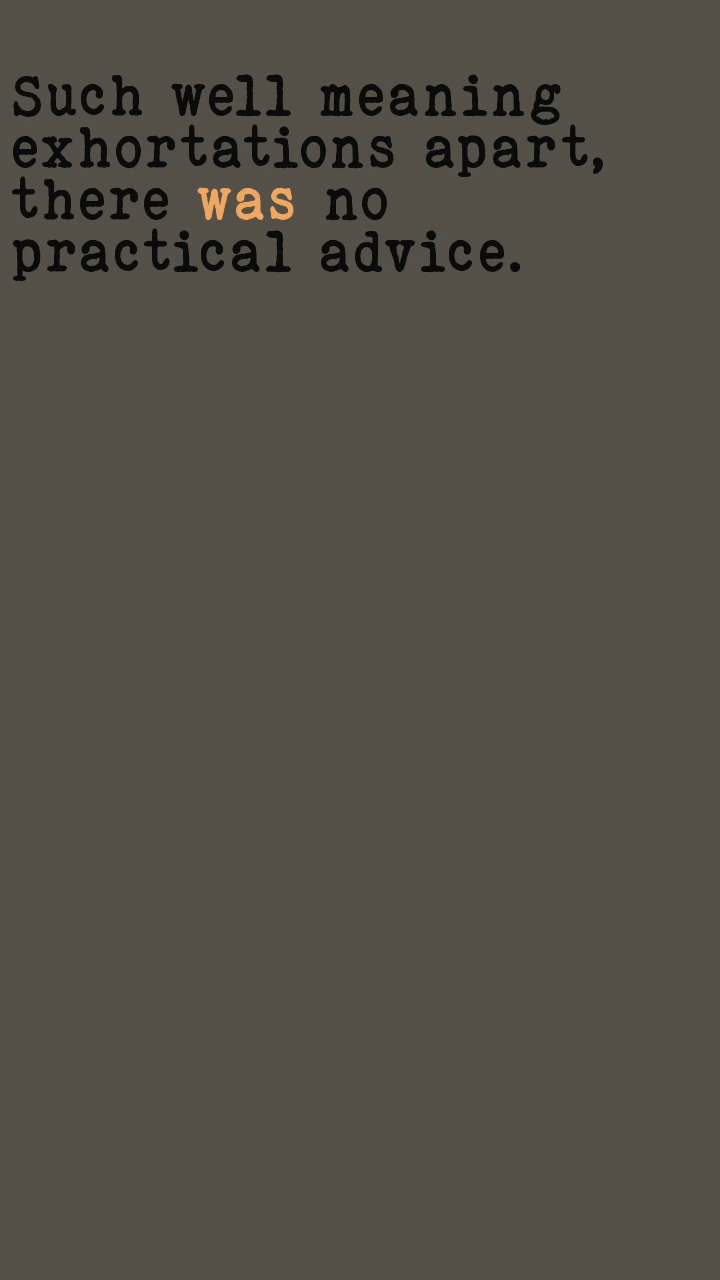 Such well meaning
exhortations apart,
there was no
practical advice.